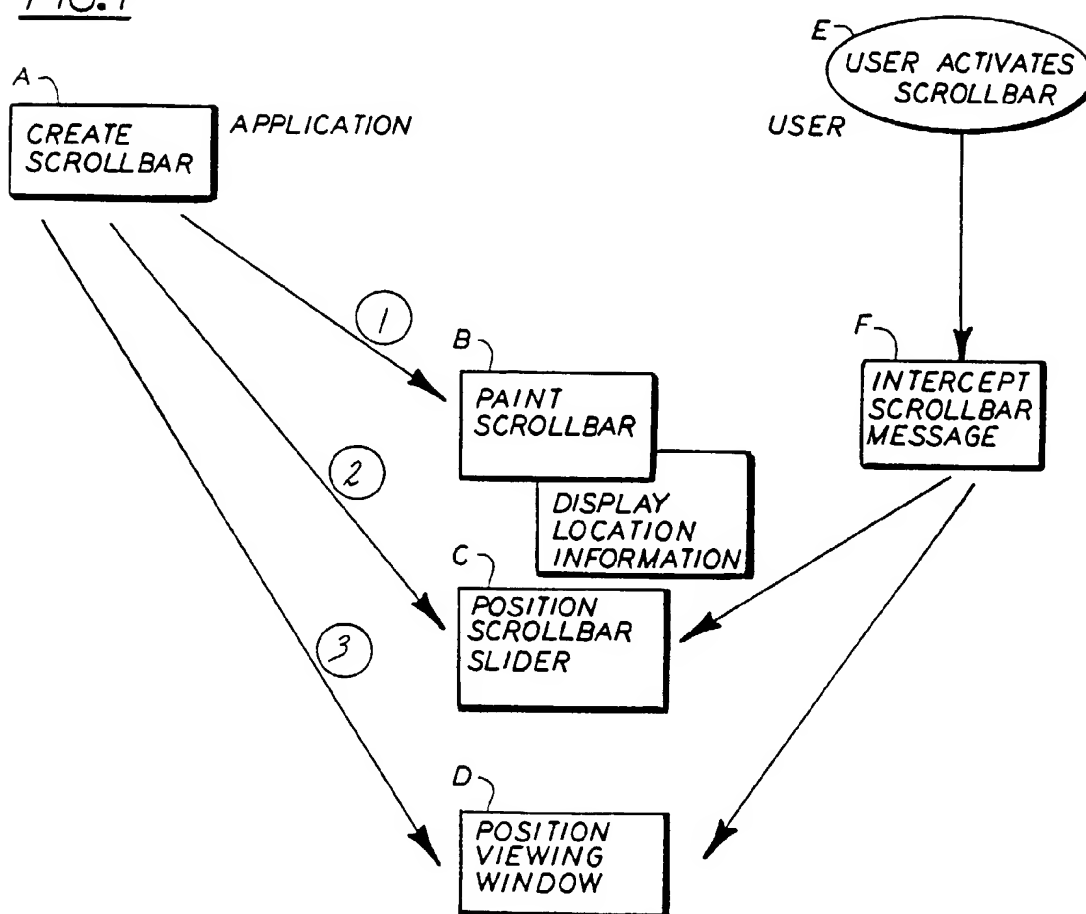 E
USER ACTIVATES
SCROLLBAR
A
CREATE
SCROLLBAR
APPLICATION
USER
1
B
PAINT
SCROLLBAR
F
INTERCEPT
SCROLLBAR
MESSAGE
2
DISPLAY
LOCATION
INFORMATION
C
POSITION
SCROLLBAR
SLIDER
3
D
POSITION
VIEWING
WINDOW